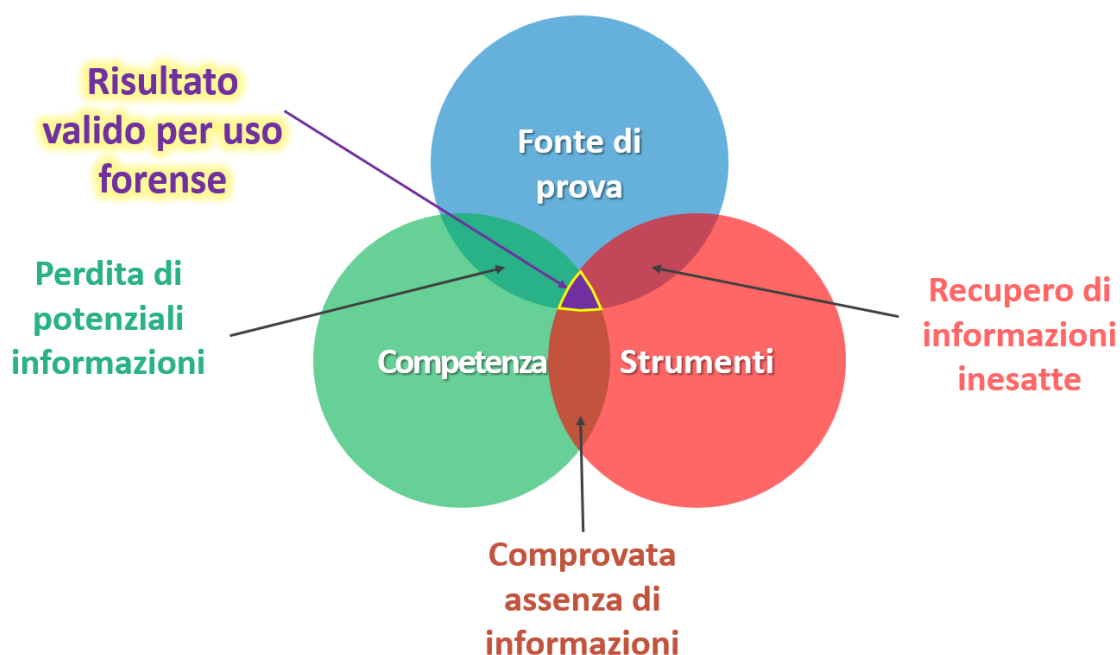 Risultato
valido per uso
forense
Fonte di
prova
Perdita di
potenziali
informazioni
Competenza
Strumenti
Recupero di
informazioni
inesatte
Comprovata
assenza di
informazioni